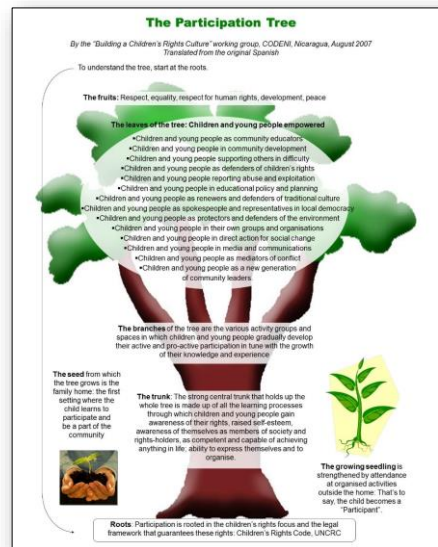 The Participation Tree
By the "Building a Children's Rights Culture" working group, CODENI, Nicaragua, August 2007
Translated from the original Spanish
To understand the tree, start at the roots.
The fruits: Respect, equality, respect for human rights, development, peace
The leaves of the tree: Children and young people empowered
•Children and young people as community educators
•Children and young people in community development
•Children and young people supporting others in difficulty
•Children and young people as defenders of children's rights
•Children and young people reporting abuse and exploitation
•Children and young people in educational policy and planning
•Children and young people as renewers and defenders of traditional culture
•Children and young people as spokespeople and representatives in local democracy
•Children and young people as protectors and defenders of the environment
•Children and young people in their own groups and organisations
•Children and young people in direct action for social change
•Children and young people in media and communications
•Children and young people as mediators of conflict
•Children and young people as a new generation
of community leaders
The branches of the tree are the various activity groups and
spaces in which children and young people gradually develop
their active and pro-active participation in tune with the growth
of their knowledge and experience
The seed from which
the tree grows is the
family home: the first
setting where the
child learns to
participate and
be a part of the
community
The trunk: The strong central trunk that holds up the
whole tree is made up of all the learning processes
through which children and young people gain
awareness of their rights, raised self-esteem,
awareness of themselves as members of society
and rights-holders, as competent and capable of achieving
anything in life; ability to express themselves and to
organise.
The growing seedling is
strengthened by attendance
at organised activities
outside the home: That's to
say, the child becomes a
"Participant".
Roots: Participation is rooted in the children's rights focus and the legal
framework that guarantees these rights: Children's Rights Code, UNCRC